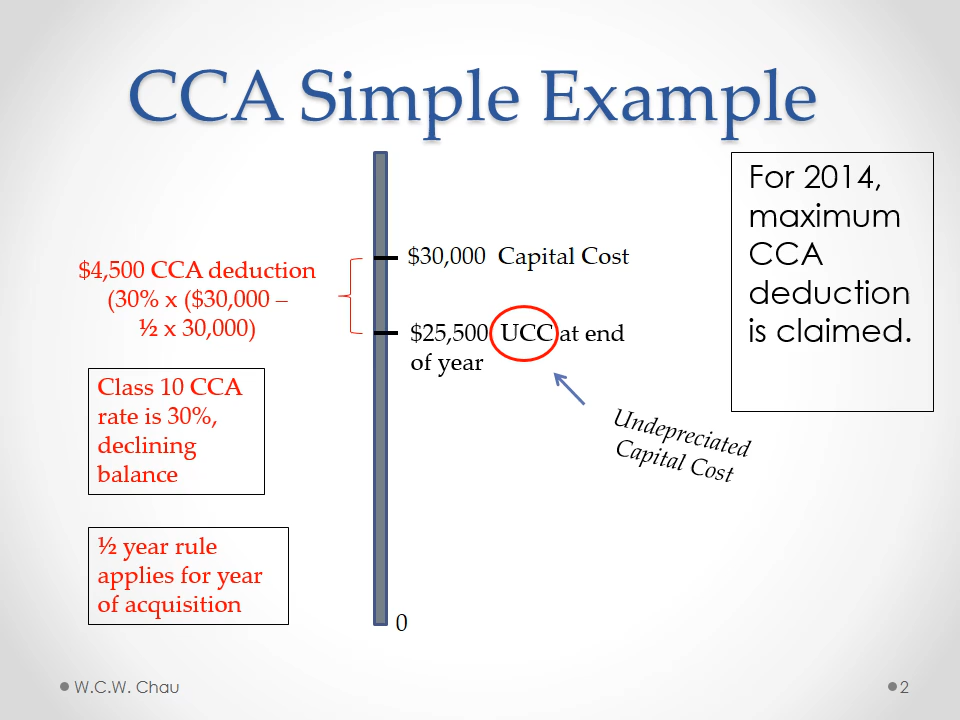 CCA Simple Example
For 2014,
maximum
CCA
deduction
is claimed.
$30,000 Capital Cost
$4,500 CCA deduction
(30% x ($30,000 –
½ x 30,000)
$25,500 UCC at end
of year
Undepreciated
Capital Cost
Class 10 CCA
rate is 30%,
declining
balance
½ year rule
applies for year
of acquisition
0
W.C.W. Chau
2